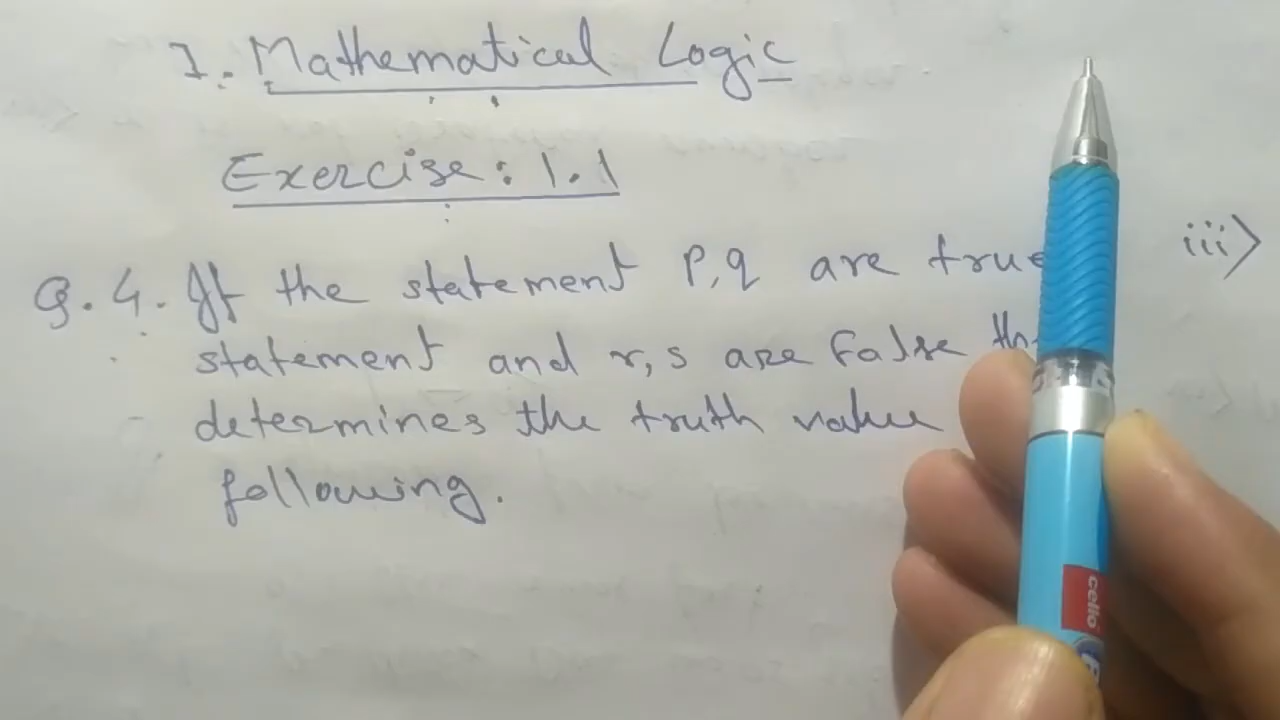 1. Mathematical Logic
Exercise: 1.1
Q.4. If the statement P,q are true
statement and r,s are False
determines the truth value
following.
iii>
cello